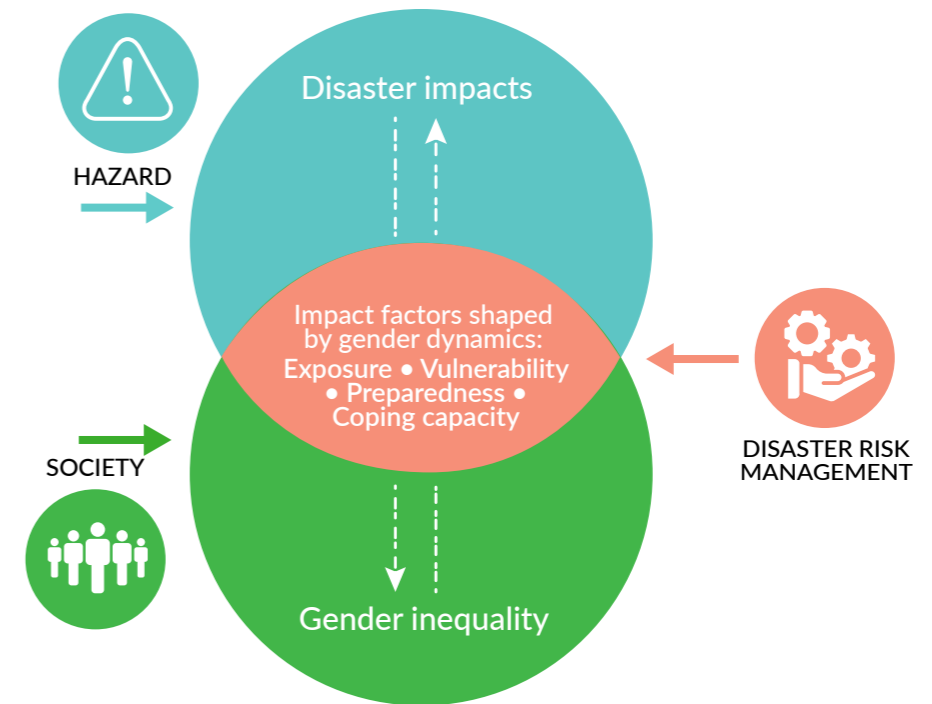 Disaster impacts
HAZARD
Impact factors shaped
by gender dynamics:
Exposure ● Vulnerability
● Preparedness ●
Coping capacity
DISASTER RISK
MANAGEMENT
SOCIETY
Gender inequality